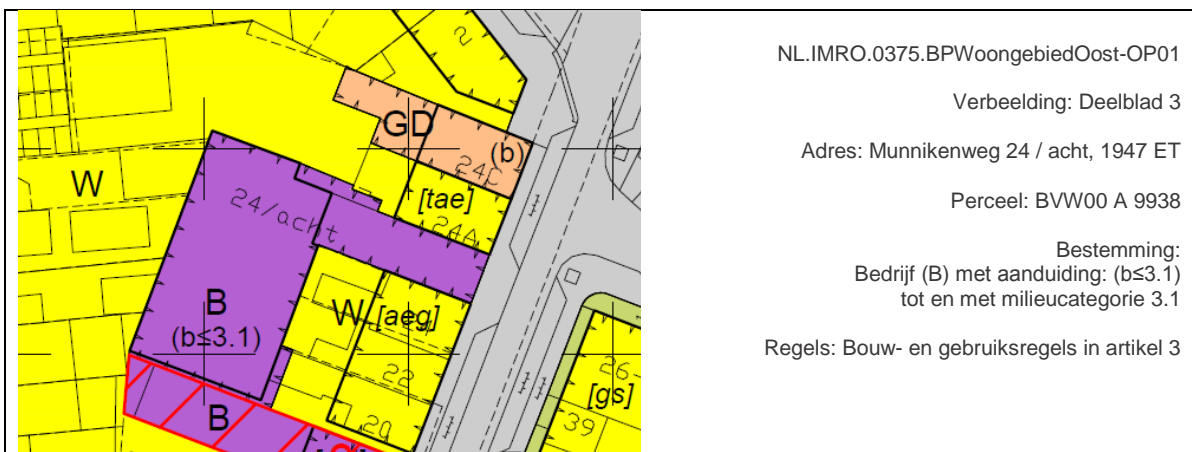 2
GD
(b)
24C
W
[tae]
24/acht
24A
B
(b≤3.1)
W
[aeg]
22
26-
[gs]
39
20
B
NL.IMRO.0375.BPWoongebiedOost-OP01
Verbeelding: Deelblad 3
Adres: Munnikenweg 24 / acht, 1947 ET
Perceel: BVW00 A 9938
Bestemming:
Bedrijf (B) met aanduiding: (b≤3.1)
tot en met milieucategorie 3.1
Regels: Bouw- en gebruiksregels in artikel 3